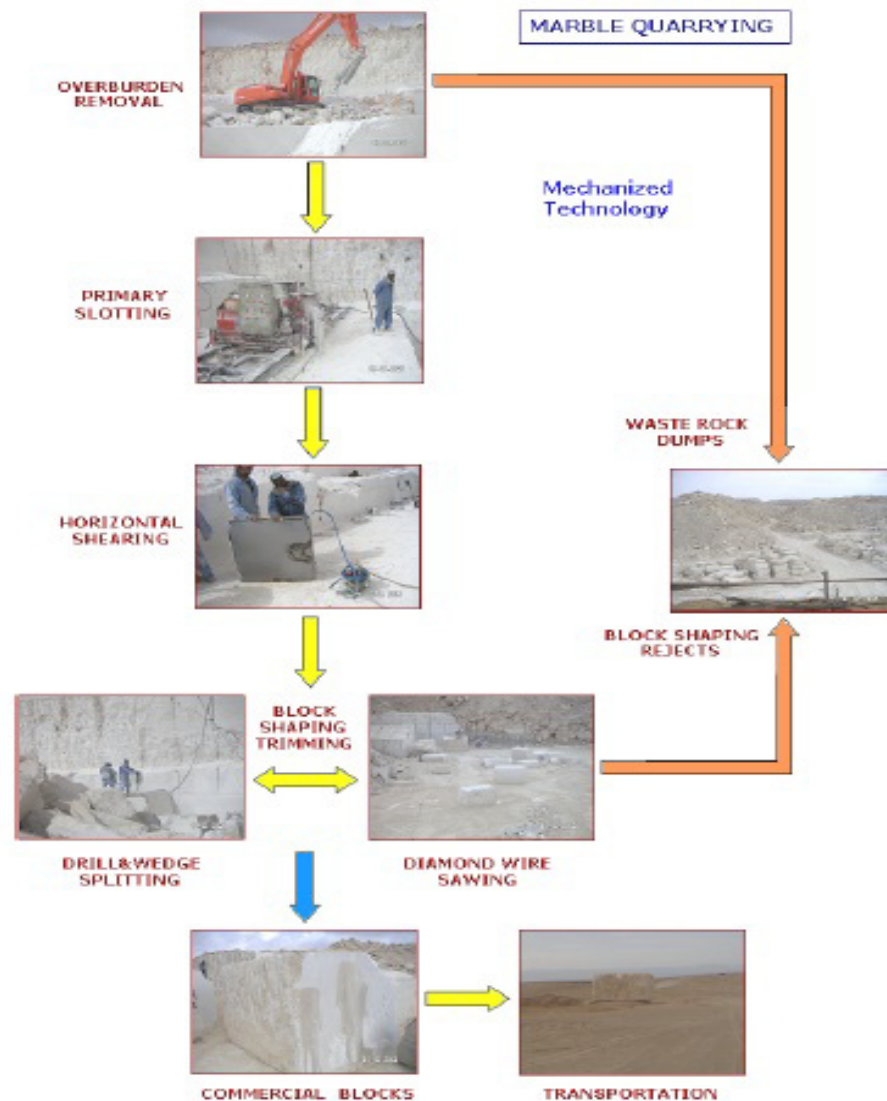 MARBLE QUARRYING
OVERBURDEN
REMOVAL
Mechanized
Technology
PRIMARY
SLOTTING
WASTE ROCK
DUMPS
HORIZONTAL
SHEARING
BLOCK SHAPING
REJECTS
BLOCK
SHAPING
TRIMMING
DRILL&WEDGE
SPLITTING
DIAMOND WIRE
SAWING
COMMERCIAL BLOCKS
TRANSPORTATION